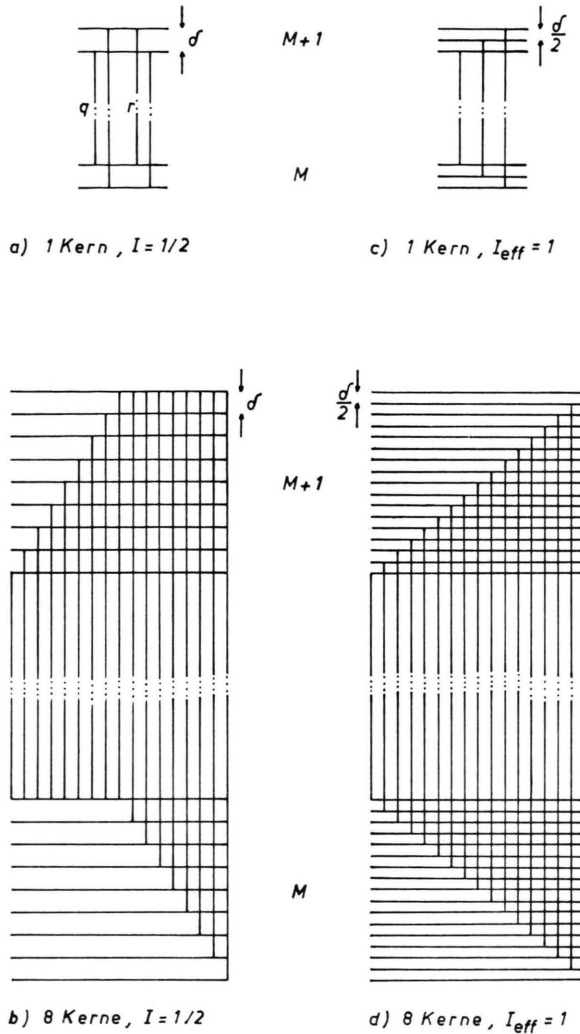 δ
M+1
δ/2
q
r
M
a) 1 Kern , I = 1/2
c) 1 Kern , I_eff = 1
δ
δ/2
M+1
M
b) 8 Kerne , I = 1/2
d) 8 Kerne , I_eff = 1